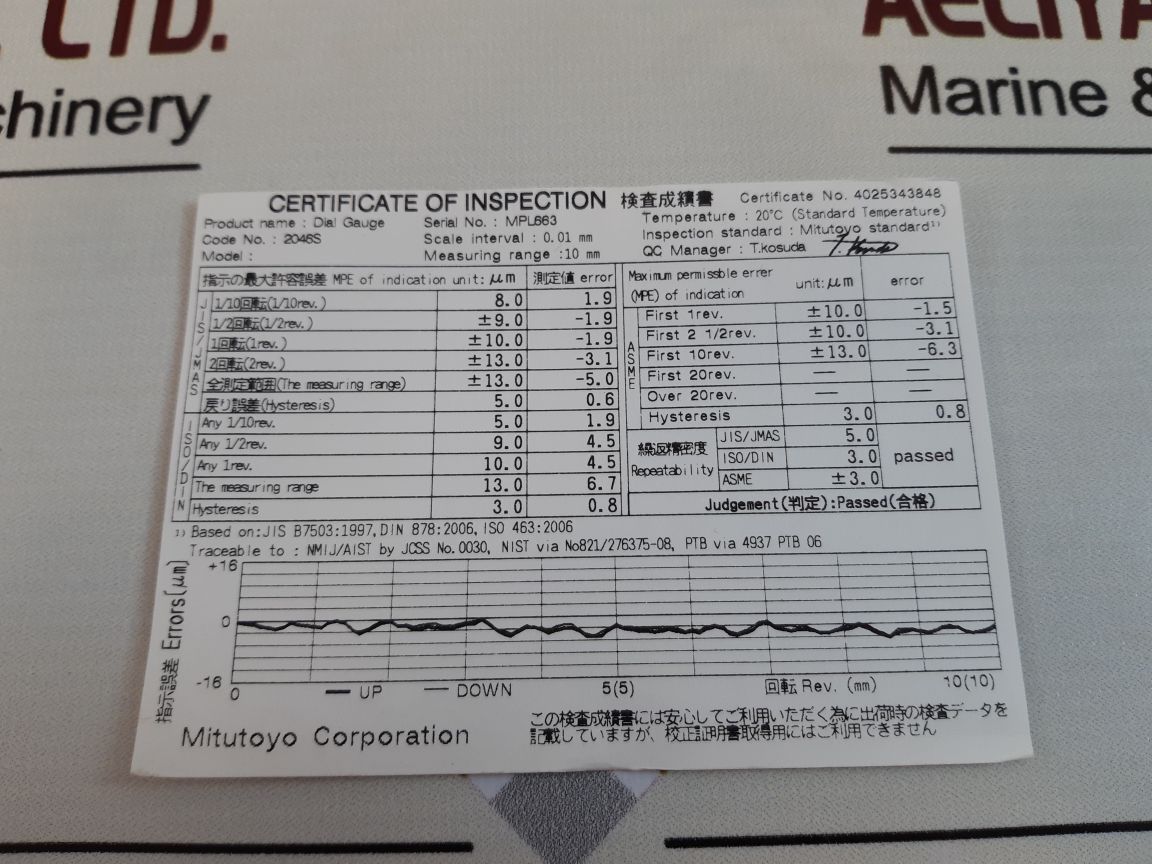 LTD.
AELIYA
chinery
Marine &
CERTIFICATE OF INSPECTION 検査成績書 Certificate No. 4025343848
Product name : Dial Gauge Serial No. : MPL663 Temperature : 20°C (Standard Temperature)
Code No. : 2046S Scale interval : 0.01 mm Inspection standard : Mitutoyo standard¹⁾
Model : Measuring range :10 mm QC Manager : T.kosuda
指示の最大許容誤差 MPE of indication unit: μm 測定値 error
JIS/JMAS
1/10回転(1/10rev.) 8.0 1.9
1/2回転(1/2rev.) ±9.0 -1.9
1回転(1rev.) ±10.0 -1.9
2回転(2rev.) ±13.0 -3.1
全測定範囲(The measuring range) ±13.0 -5.0
戻り誤差(Hysteresis) 5.0 0.6
ISO/DIN
Any 1/10rev. 5.0 1.9
Any 1/2rev. 9.0 4.5
Any 1rev. 10.0 4.5
The measuring range 13.0 6.7
Hysteresis 3.0 0.8
Maximum permissble errer
(MPE) of indication unit: μm error
ASME
First 1rev. ±10.0 -1.5
First 2 1/2rev. ±10.0 -3.1
First 10rev. ±13.0 -6.3
First 20rev. — —
Over 20rev. — —
Hysteresis 3.0 0.8
繰返精密度
Repeatability
JIS/JMAS 5.0
ISO/DIN 3.0 passed
ASME ±3.0
Judgement(判定):Passed(合格)
¹⁾ Based on:JIS B7503:1997,DIN 878:2006, ISO 463:2006
Traceable to : NMIJ/AIST by JCSS No.0030, NIST via No821/276375-08, PTB via 4937 PTB 06
指示誤差 Errors(μm)
+16
0
-16
0 UP DOWN 5(5) 回転 Rev. (mm) 10(10)
Mitutoyo Corporation
この検査成績書には安心してご利用いただく為に出荷時の検査データを
記載していますが、校正証明書取得用にはご利用できません